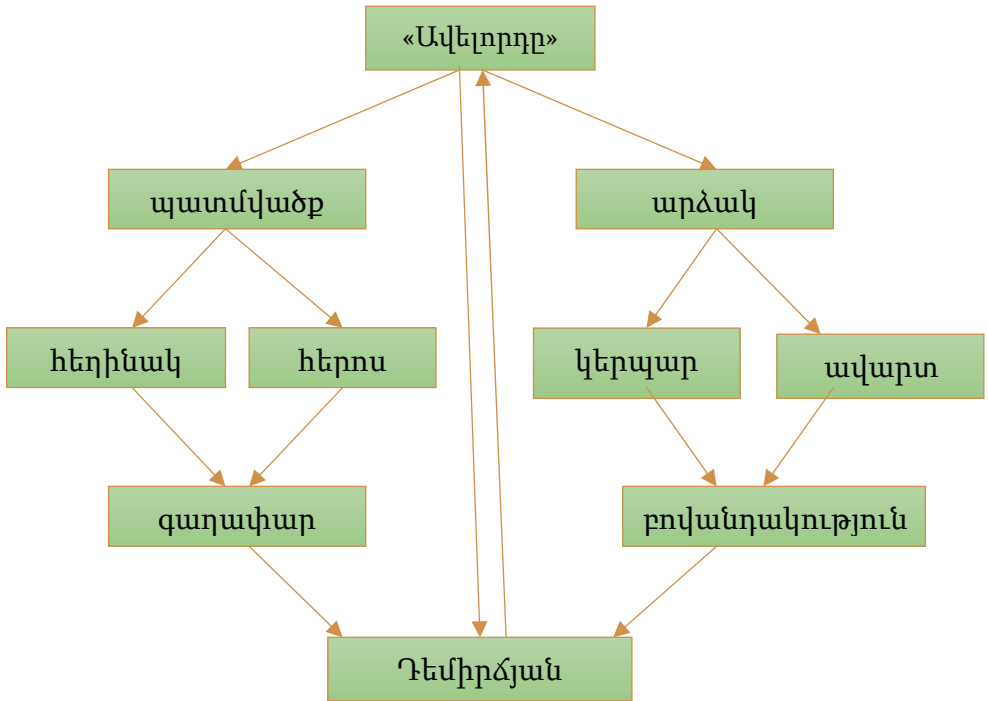 «Ավելորդը»
պատմվածք
արձակ
հեղինակ
հերոս
կերպար
ավարտ
գաղափար
բովանդակություն
Դեմիրճյան